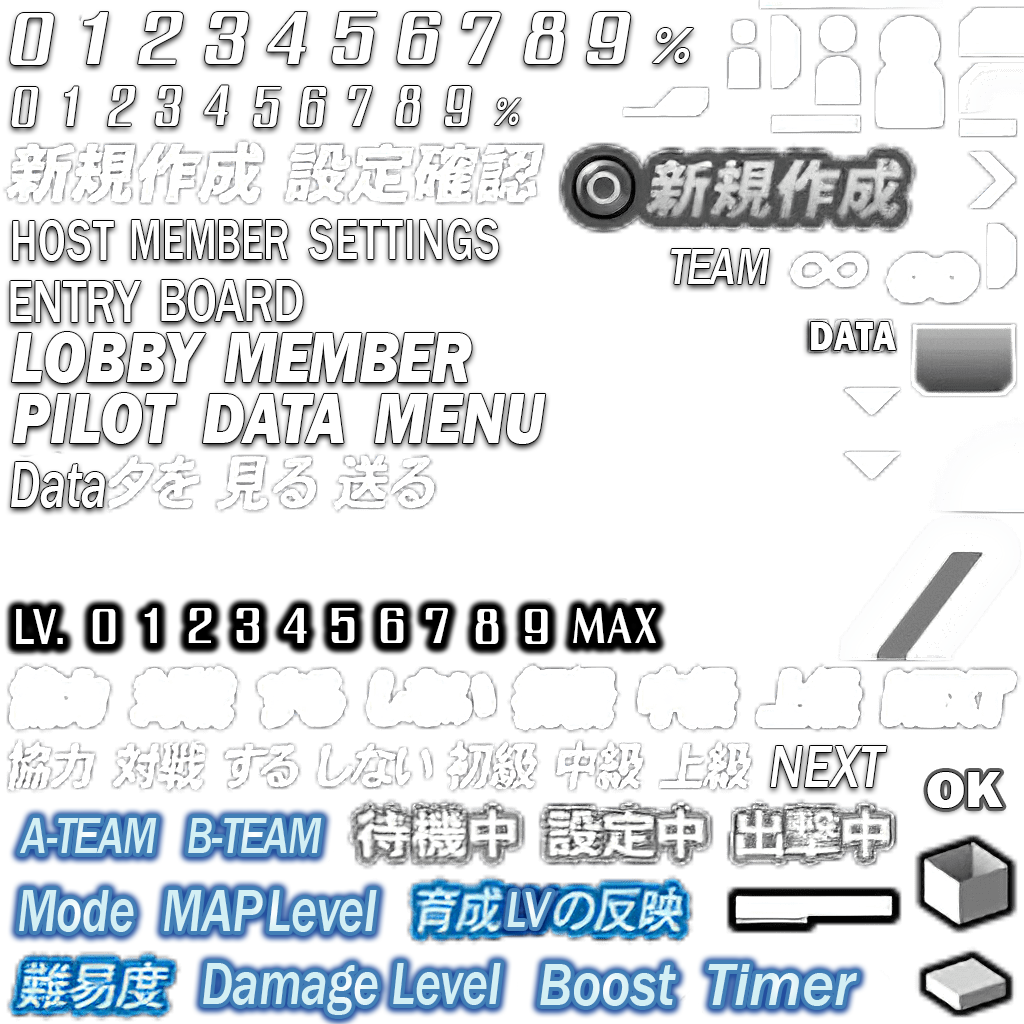 0 1 2 3 4 5 6 7 8 9 %
0 1 2 3 4 5 6 7 8 9 %
新規作成 設定確認
新規作成
HOST MEMBER SETTINGS
TEAM
ENTRY BOARD
DATA
LOBBY MEMBER
PILOT DATA MENU
Dataタを 見る 送る
LV. 0 1 2 3 4 5 6 7 8 9 MAX
協力 対戦 する しない 初級 中級 上級 NEXT
OK
A-TEAM B-TEAM 待機中 設定中 出撃中
Mode MAP Level 育成LVの反映
難易度 Damage Level Boost Timer